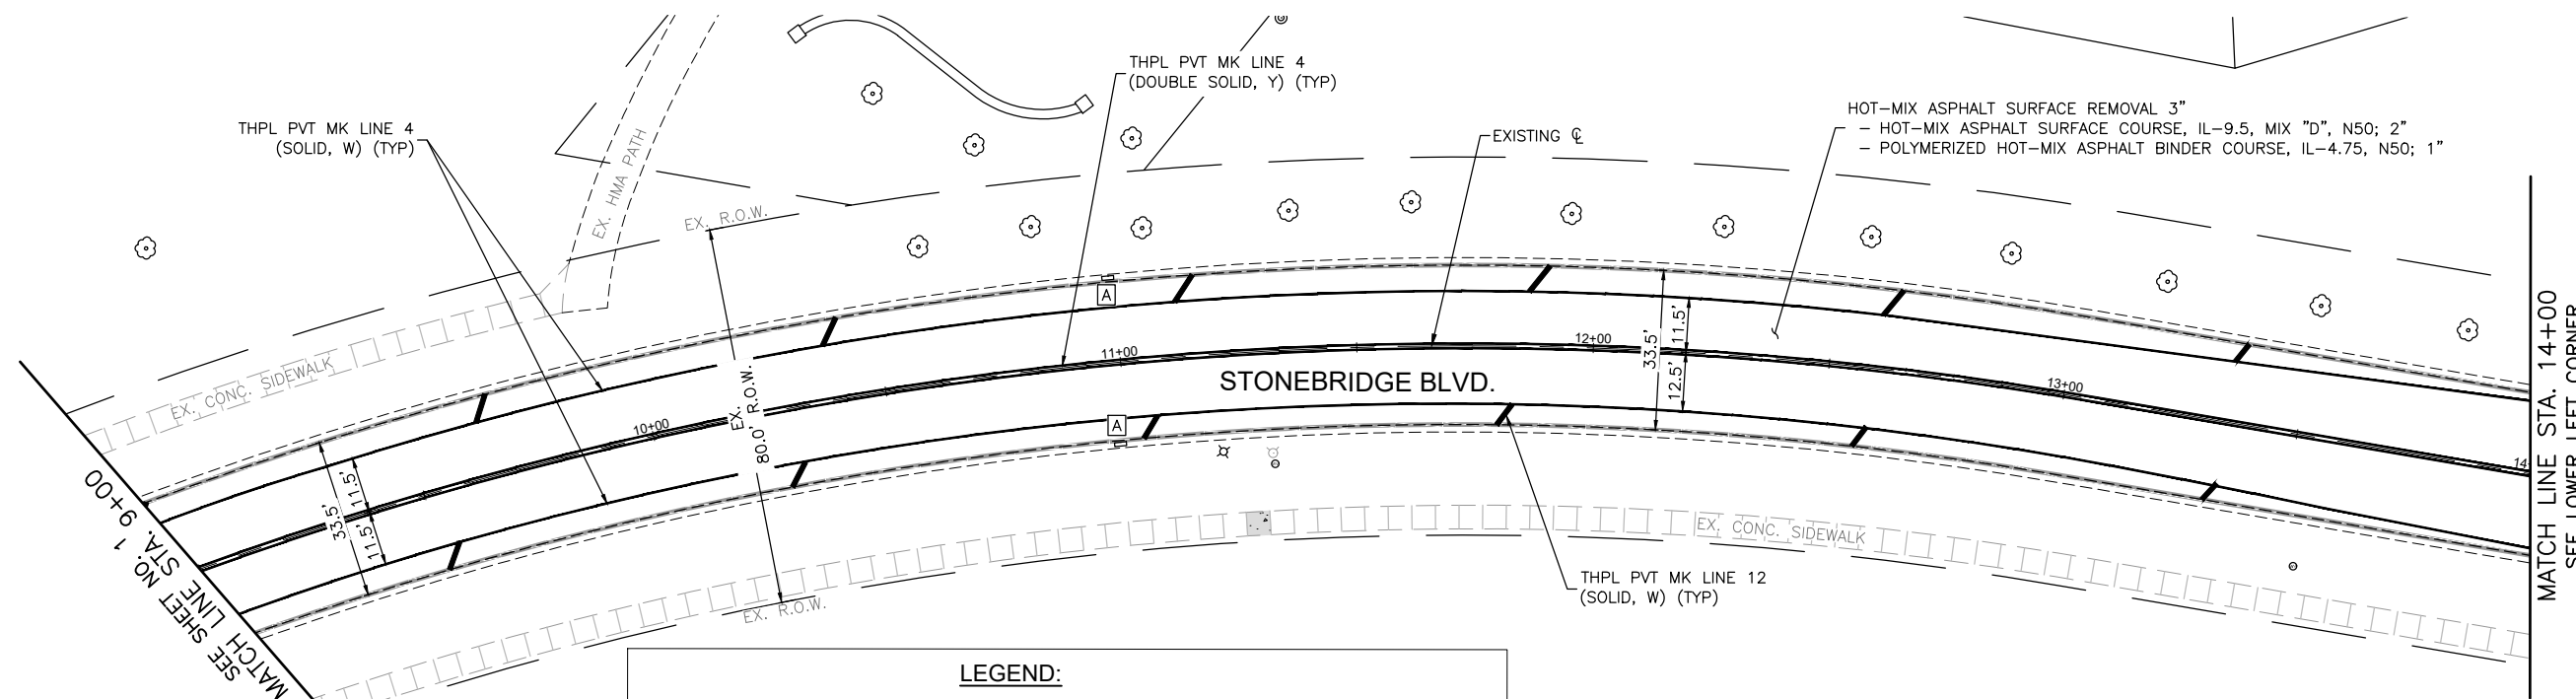 THPL PVT MK LINE 4
(SOLID, W) (TYP)
THPL PVT MK LINE 4
(DOUBLE SOLID, Y) (TYP)
EXISTING ℄
HOT-MIX ASPHALT SURFACE REMOVAL 3"
- HOT-MIX ASPHALT SURFACE COURSE, IL-9.5, MIX "D", N50; 2"
- POLYMERIZED HOT-MIX ASPHALT BINDER COURSE, IL-4.75, N50; 1"
EX. HMA PATH
EX. R.O.W.
A
EX. CONC. SIDEWALK
10+00
11+00
12+00
13+00
14+
EX.
80.0' R.O.W.
STONEBRIDGE BLVD.
33.5'
11.5'
12.5'
33.5'
11.5'
11.5'
A
EX. CONC. SIDEWALK
EX. R.O.W.
THPL PVT MK LINE 12
(SOLID, W) (TYP)
MATCH LINE STA. 9+00
SEE SHEET NO. 1
MATCH LINE STA. 14+00
SEE LOWER LEFT CORNER
LEGEND: